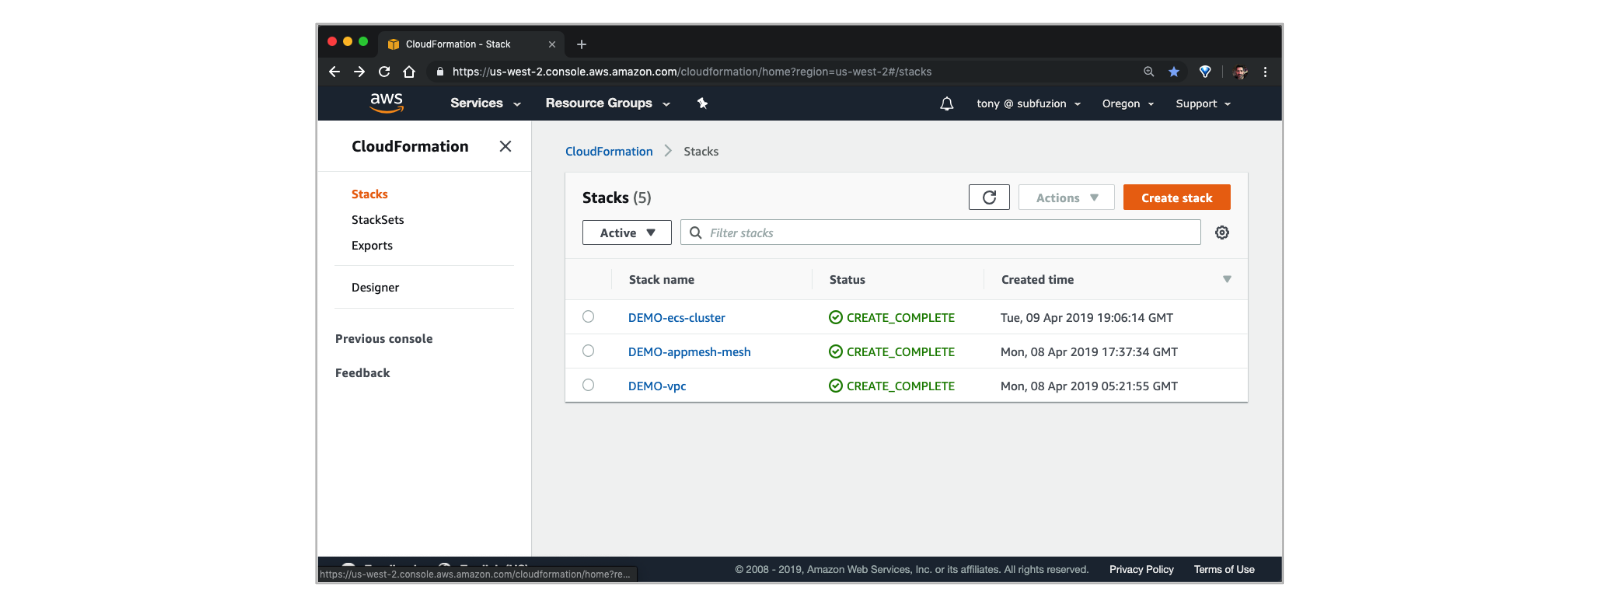 CloudFormation - Stack
https://us-west-2.console.aws.amazon.com/cloudformation/home?region=us-west-2#/stacks
aws Services Resource Groups tony @ subfuzion Oregon Support
CloudFormation
Stacks
StackSets
Exports
Designer
Previous console
Feedback
CloudFormation > Stacks
Stacks (5) Actions Create stack
Active Filter stacks
Stack name Status Created time
DEMO-ecs-cluster CREATE_COMPLETE Tue, 09 Apr 2019 19:06:14 GMT
DEMO-appmesh-mesh CREATE_COMPLETE Mon, 08 Apr 2019 17:37:34 GMT
DEMO-vpc CREATE_COMPLETE Mon, 08 Apr 2019 05:21:55 GMT
© 2008 - 2019, Amazon Web Services, Inc. or its affiliates. All rights reserved. Privacy Policy Terms of Use
https://us-west-2.console.aws.amazon.com/cloudformation/home?re...